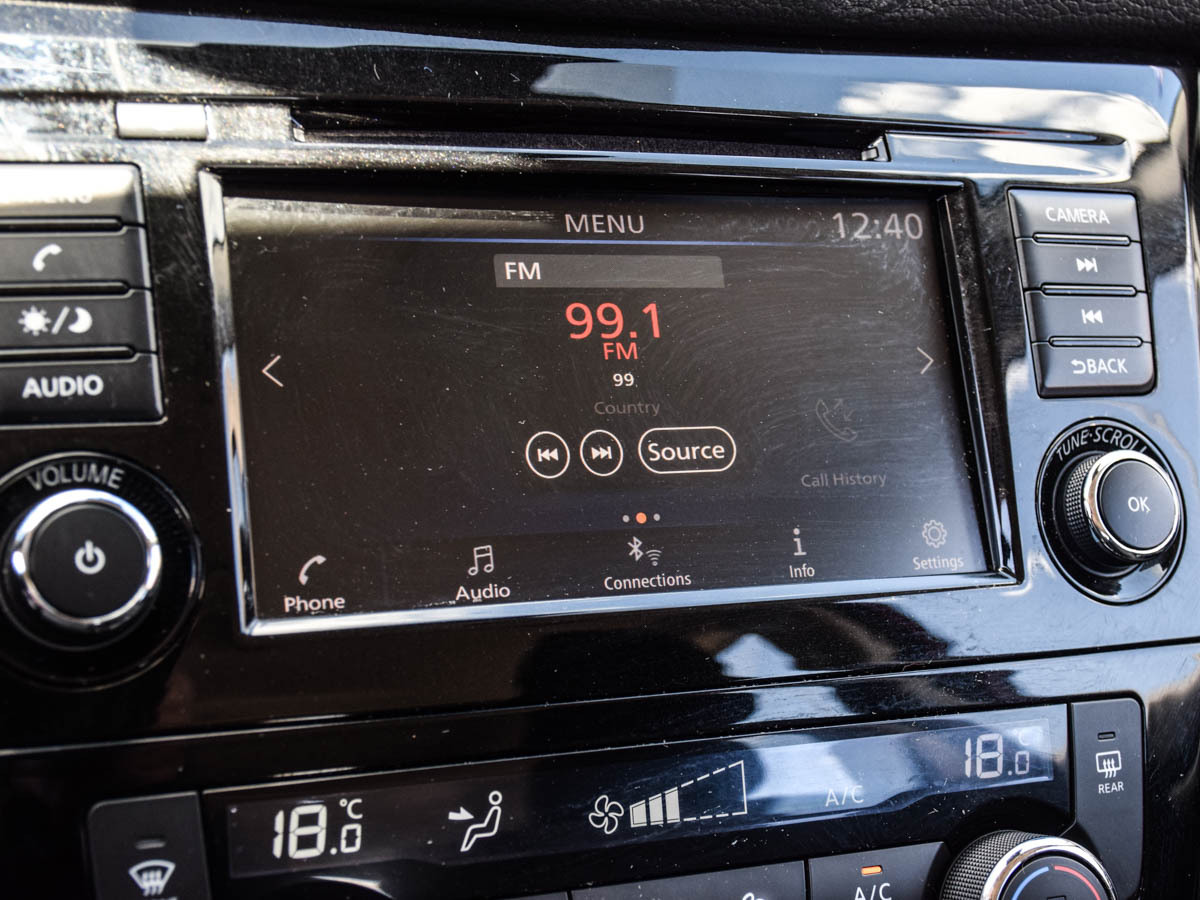 MENU
12:40
FM
99.1
FM
99
Country
Source
Call History
Phone
Audio
Connections
Info
Settings
MENU
AUDIO
VOLUME
CAMERA
BACK
TUNE·SCROLL
OK
18.0 °C
A/C
18.0 °C
REAR
A/C